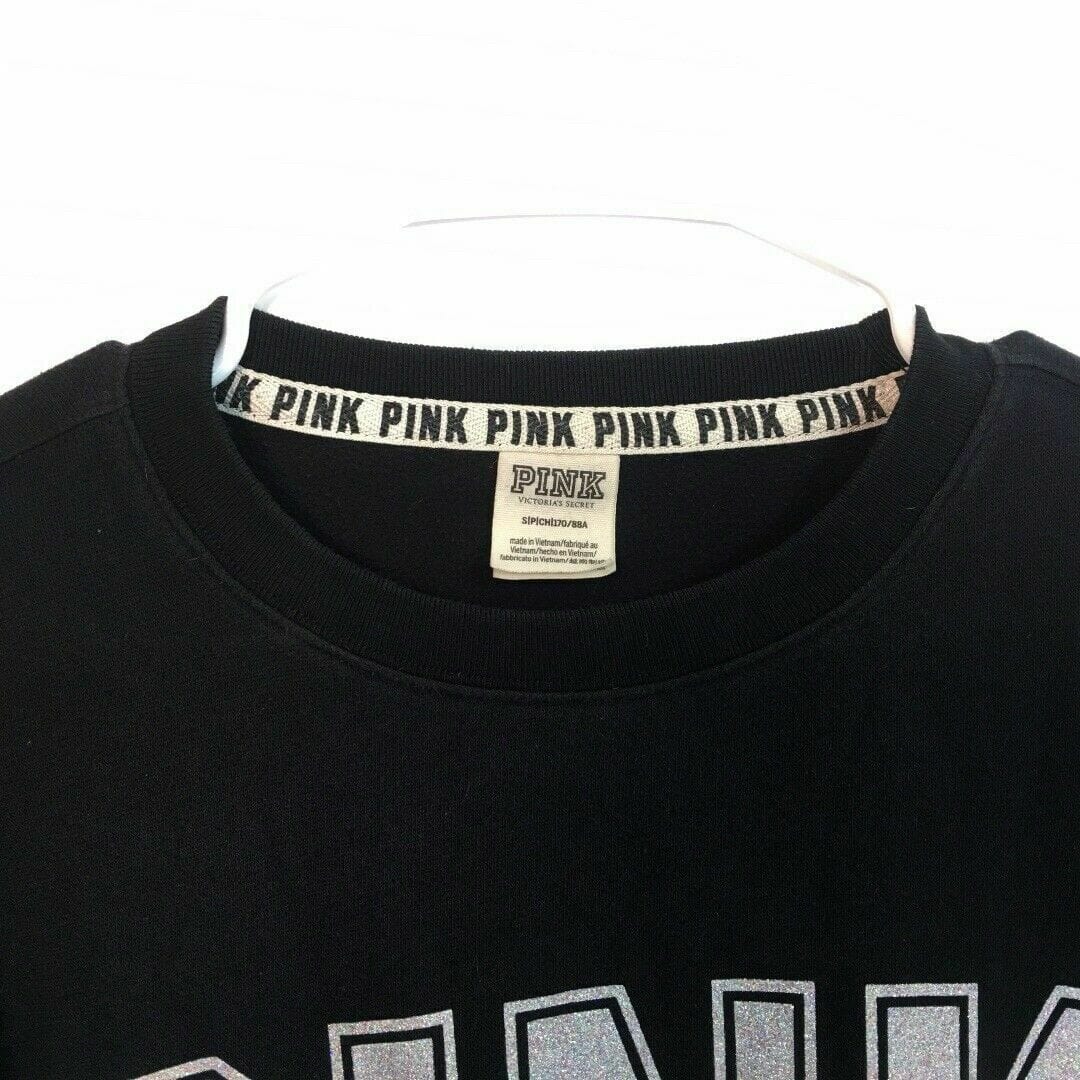 PINK PINK PINK PINK PINK PINK
PINK
VICTORIA'S SECRET
S|P|CH|170/88A
made in Vietnam/fabriqué au
Vietnam/hecho en Vietnam/
fabbricato in Vietnam/
PINK